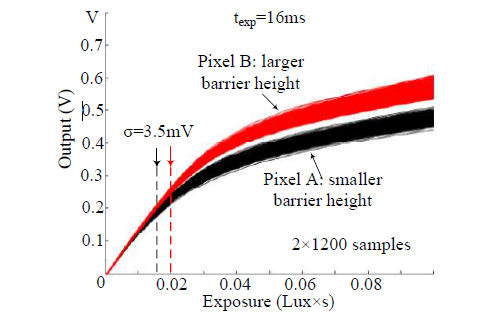 V
t_exp=16ms
0.7
0.6
Pixel B: larger
barrier height
0.5
Output (V)
0.4
σ=3.5mV
0.3
Pixel A: smaller
barrier height
0.2
0.1
2×1200 samples
0
0
0.02
0.04
0.06
0.08
Exposure (Lux×s)